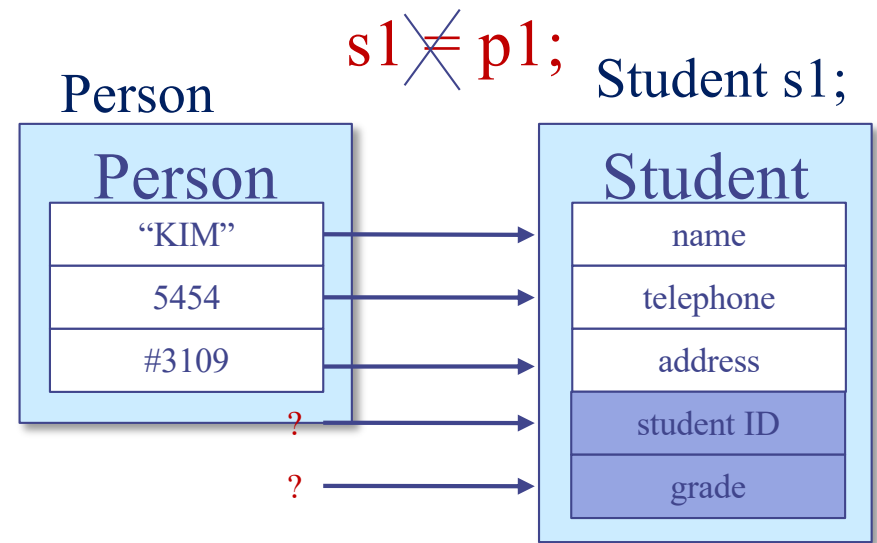 s1 = p1;
Person
Student s1;
Person
Student
“KIM”
name
5454
telephone
#3109
address
?
student ID
?
grade